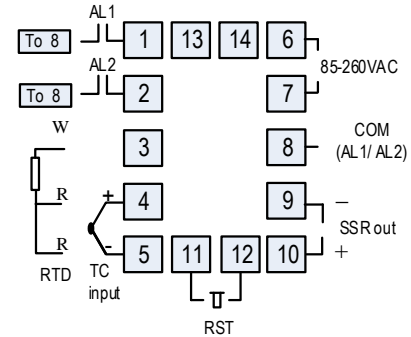 AL1
To 8
1 13 14 6
AL2
85-260VAC
To 8
2 7
W
3 8
COM
(AL1/ AL2)
R
+
4 9
−
SSR out
R
-
5 11 12 10
+
RTD
TC
input
RST